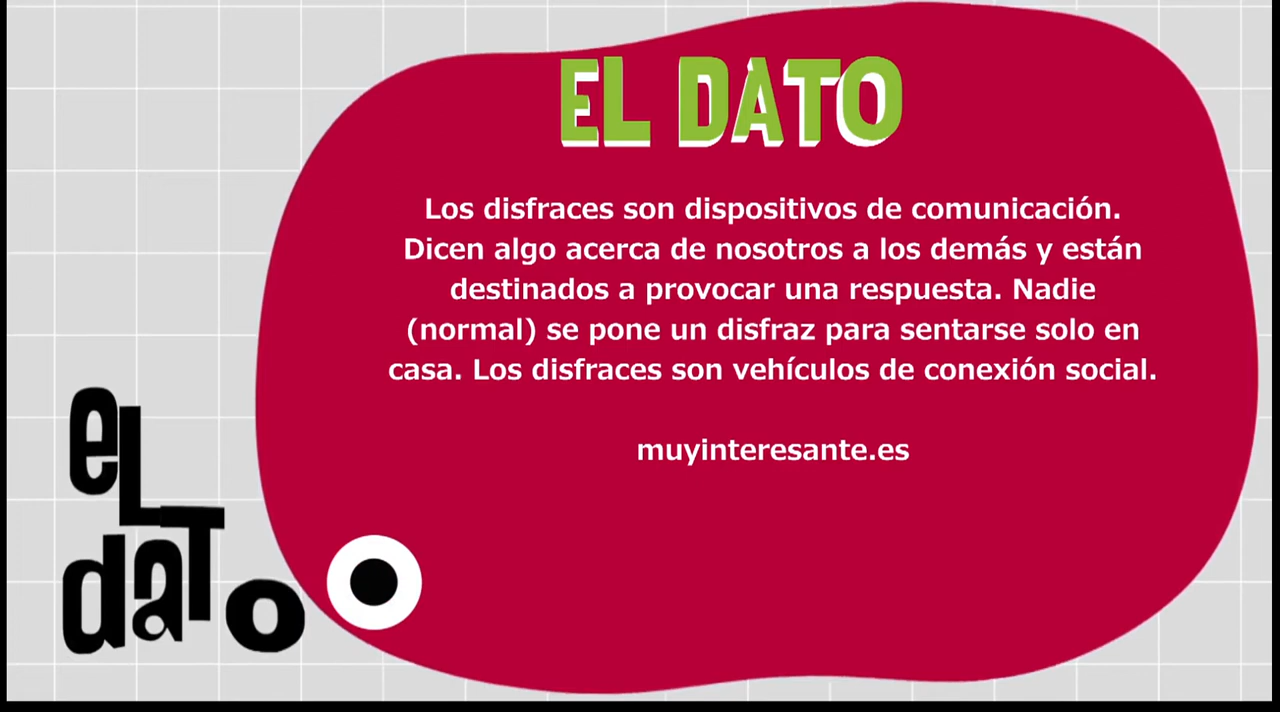 EL DATO
Los disfraces son dispositivos de comunicación.
Dicen algo acerca de nosotros a los demás y están
destinados a provocar una respuesta. Nadie
(normal) se pone un disfraz para sentarse solo en
casa. Los disfraces son vehículos de conexión social.
muyinteresante.es
eL
daTo